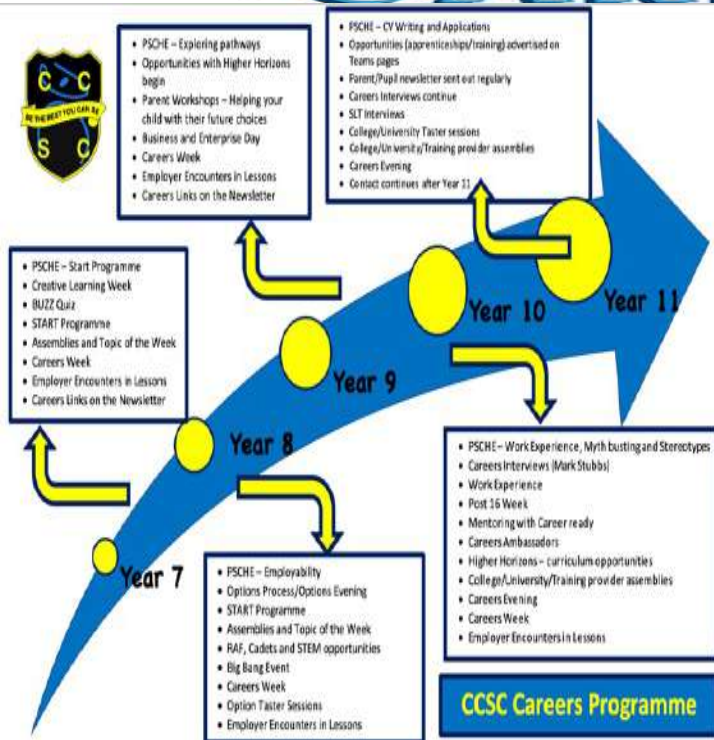 C C
BE THE BEST YOU CAN BE
S C
• PSCHE – Exploring pathways
• Opportunities with Higher Horizons
begin
• Parent Workshops – Helping your
child with their future choices
• Business and Enterprise Day
• Careers Week
• Employer Encounters in Lessons
• Careers Links on the Newsletter
• PSCHE – CV Writing and Applications
• Opportunities (apprenticeships/training) advertised on
Teams pages
• Parent/Pupil newsletter sent out regularly
• Careers Interviews continue
• SLT Interviews
• College/University Taster sessions
• College/University/Training provider assemblies
• Careers Evening
• Contact continues after Year 11
• PSCHE – Start Programme
• Creative Learning Week
• BUZZ Quiz
• START Programme
• Assemblies and Topic of the Week
• Careers Week
• Employer Encounters in Lessons
• Careers Links on the Newsletter
Year 11
Year 10
Year 9
Year 8
Year 7
• PSCHE – Work Experience, Myth busting and Stereotypes
• Careers Interviews (Mark Stubbs)
• Work Experience
• Post 16 Week
• Mentoring with Career ready
• Careers Ambassadors
• Higher Horizons – curriculum opportunities
• College/University/Training provider assemblies
• Careers Evening
• Careers Week
• Employer Encounters in Lessons
• PSCHE – Employability
• Options Process/Options Evening
• START Programme
• Assemblies and Topic of the Week
• RAF, Cadets and STEM opportunities
• Big Bang Event
• Careers Week
• Option Taster Sessions
• Employer Encounters in Lessons
CCSC Careers Programme